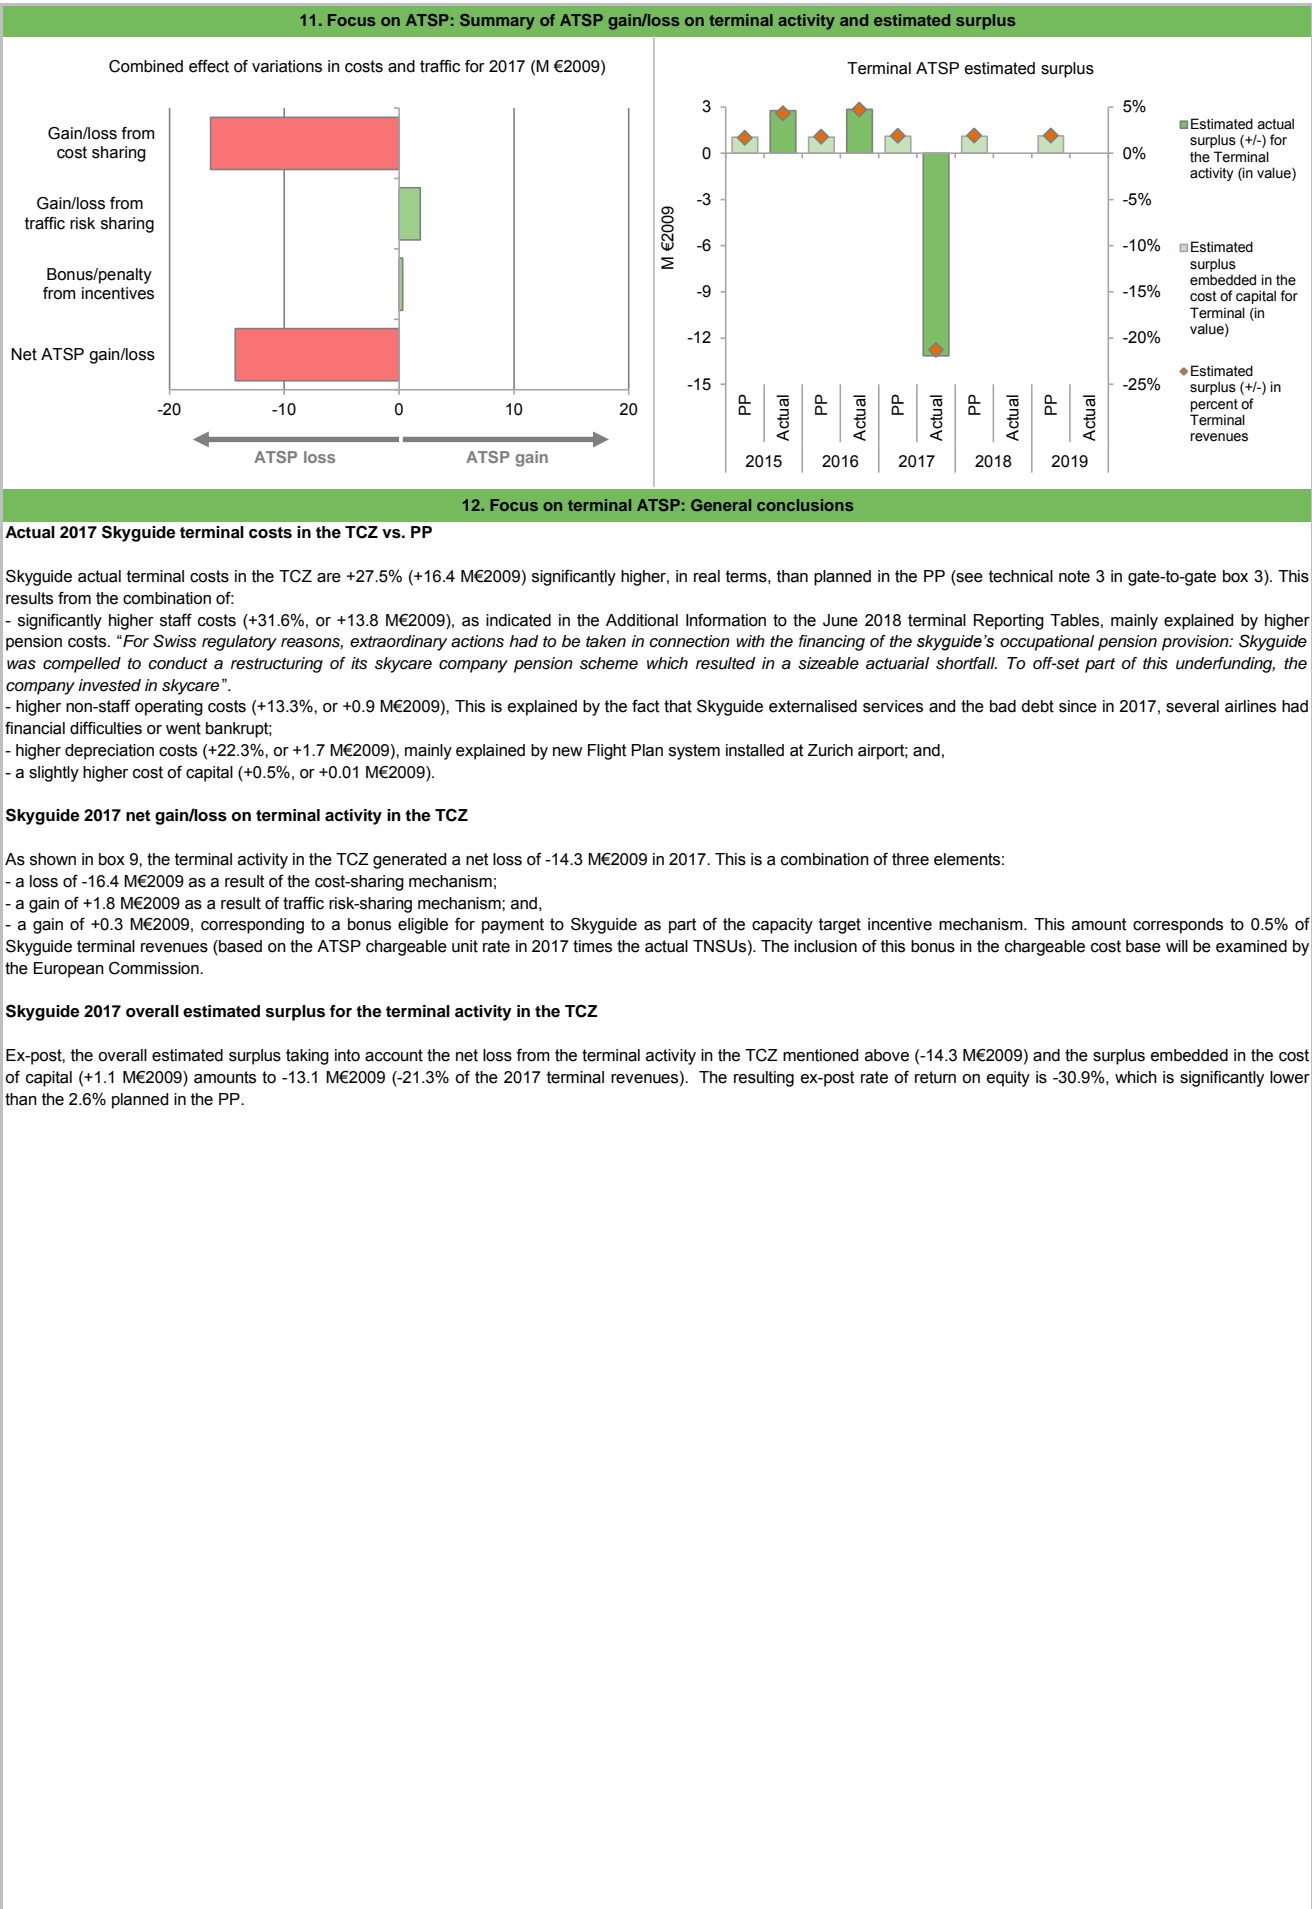 11. Focus on ATSP: Summary of ATSP gain/loss on terminal activity and estimated surplus
Combined effect of variations in costs and traffic for 2017 (M €2009)
Gain/loss from
cost sharing
Gain/loss from
traffic risk sharing
Bonus/penalty
from incentives
Net ATSP gain/loss
-20
-10
0
10
20
ATSP loss
ATSP gain
Terminal ATSP estimated surplus
M €2009
3
0
-3
-6
-9
-12
-15
5%
0%
-5%
-10%
-15%
-20%
-25%
PP
Actual
PP
Actual
PP
Actual
PP
Actual
PP
Actual
2015
2016
2017
2018
2019
Estimated actual
surplus (+/-) for
the Terminal
activity (in value)
Estimated
surplus
embedded in the
cost of capital for
Terminal (in
value)
Estimated
surplus (+/-) in
percent of
Terminal
revenues
12. Focus on terminal ATSP: General conclusions
Actual 2017 Skyguide terminal costs in the TCZ vs. PP
Skyguide actual terminal costs in the TCZ are +27.5% (+16.4 M€2009) significantly higher, in real terms, than planned in the PP (see technical note 3 in gate-to-gate box 3). This
results from the combination of:
- significantly higher staff costs (+31.6%, or +13.8 M€2009), as indicated in the Additional Information to the June 2018 terminal Reporting Tables, mainly explained by higher
pension costs. “For Swiss regulatory reasons, extraordinary actions had to be taken in connection with the financing of the skyguide’s occupational pension provision: Skyguide
was compelled to conduct a restructuring of its skycare company pension scheme which resulted in a sizeable actuarial shortfall. To off-set part of this underfunding, the
company invested in skycare”.
- higher non-staff operating costs (+13.3%, or +0.9 M€2009), This is explained by the fact that Skyguide externalised services and the bad debt since in 2017, several airlines had
financial difficulties or went bankrupt;
- higher depreciation costs (+22.3%, or +1.7 M€2009), mainly explained by new Flight Plan system installed at Zurich airport; and,
- a slightly higher cost of capital (+0.5%, or +0.01 M€2009).
Skyguide 2017 net gain/loss on terminal activity in the TCZ
As shown in box 9, the terminal activity in the TCZ generated a net loss of -14.3 M€2009 in 2017. This is a combination of three elements:
- a loss of -16.4 M€2009 as a result of the cost-sharing mechanism;
- a gain of +1.8 M€2009 as a result of traffic risk-sharing mechanism; and,
- a gain of +0.3 M€2009, corresponding to a bonus eligible for payment to Skyguide as part of the capacity target incentive mechanism. This amount corresponds to 0.5% of
Skyguide terminal revenues (based on the ATSP chargeable unit rate in 2017 times the actual TNSUs). The inclusion of this bonus in the chargeable cost base will be examined by
the European Commission.
Skyguide 2017 overall estimated surplus for the terminal activity in the TCZ
Ex-post, the overall estimated surplus taking into account the net loss from the terminal activity in the TCZ mentioned above (-14.3 M€2009) and the surplus embedded in the cost
of capital (+1.1 M€2009) amounts to -13.1 M€2009 (-21.3% of the 2017 terminal revenues). The resulting ex-post rate of return on equity is -30.9%, which is significantly lower
than the 2.6% planned in the PP.